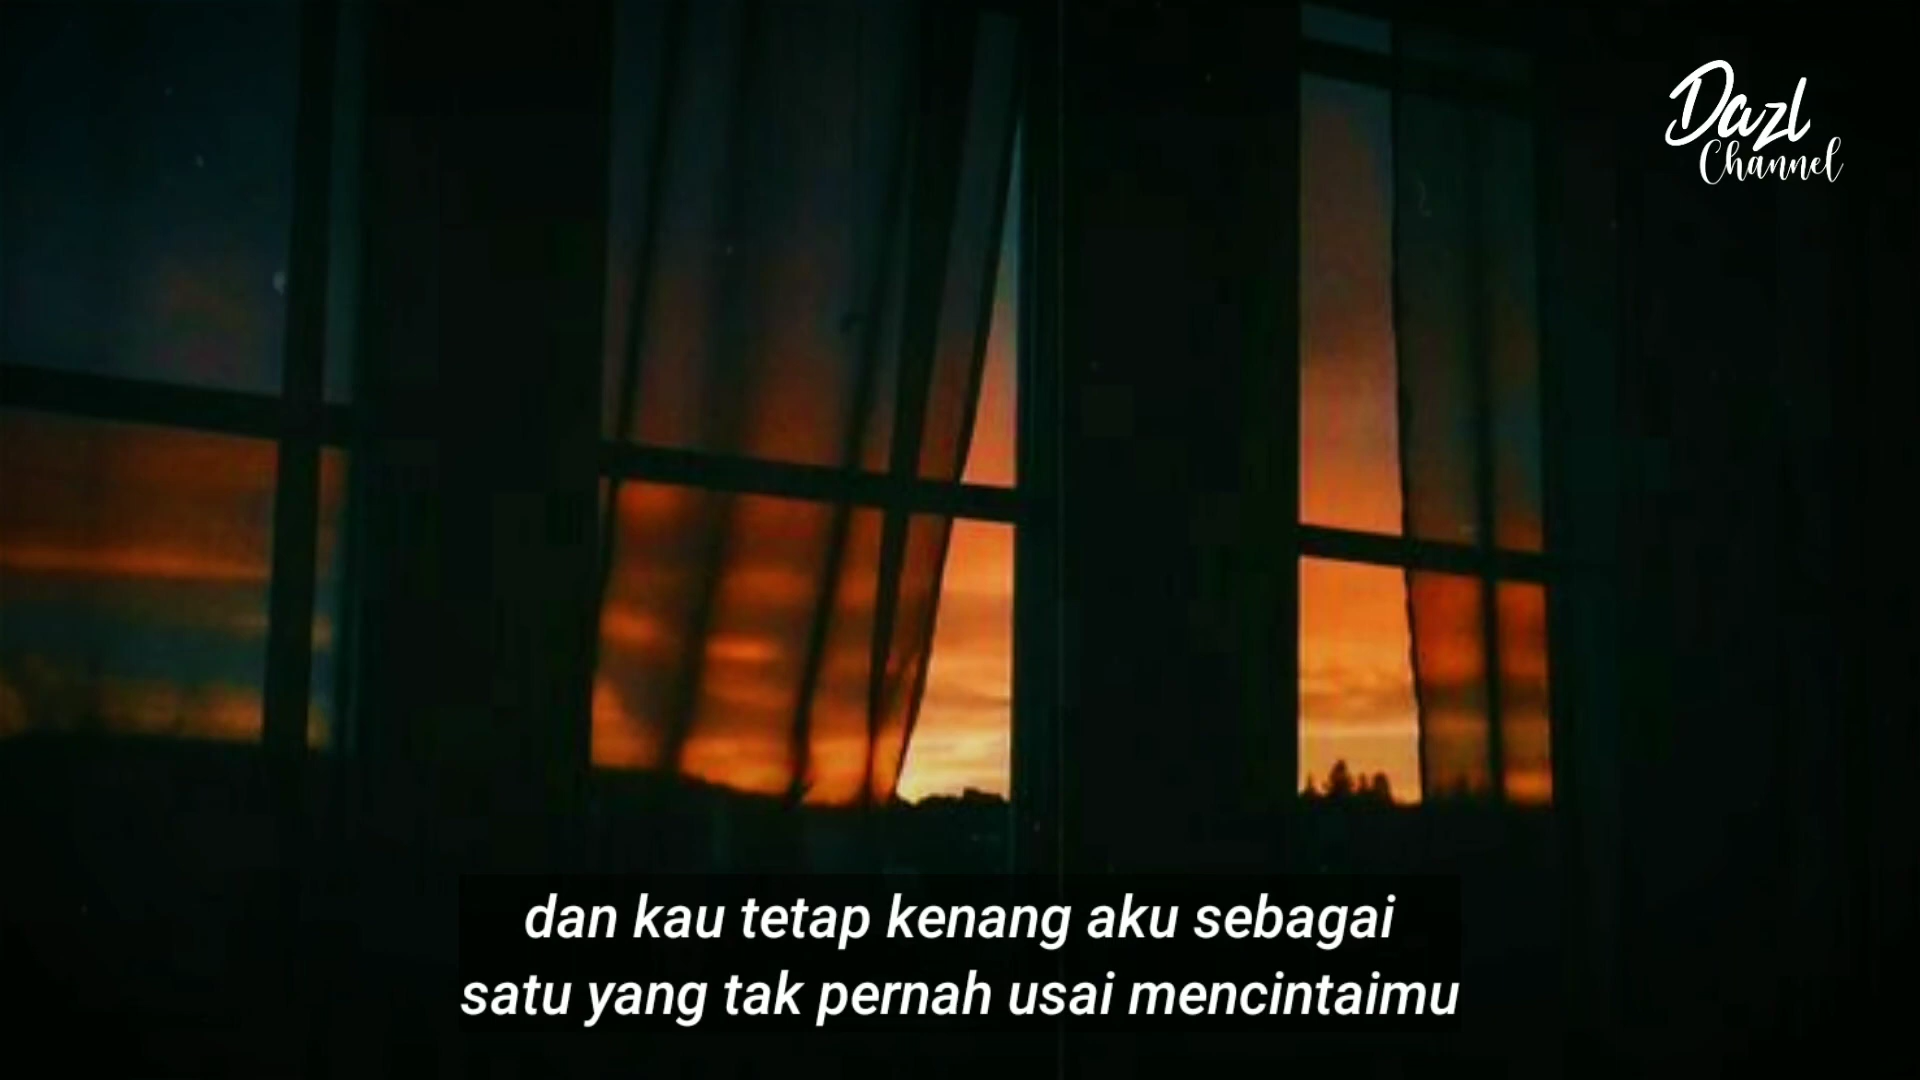 Dazl
Channel
dan kau tetap kenang aku sebagai
satu yang tak pernah usai mencintaimu